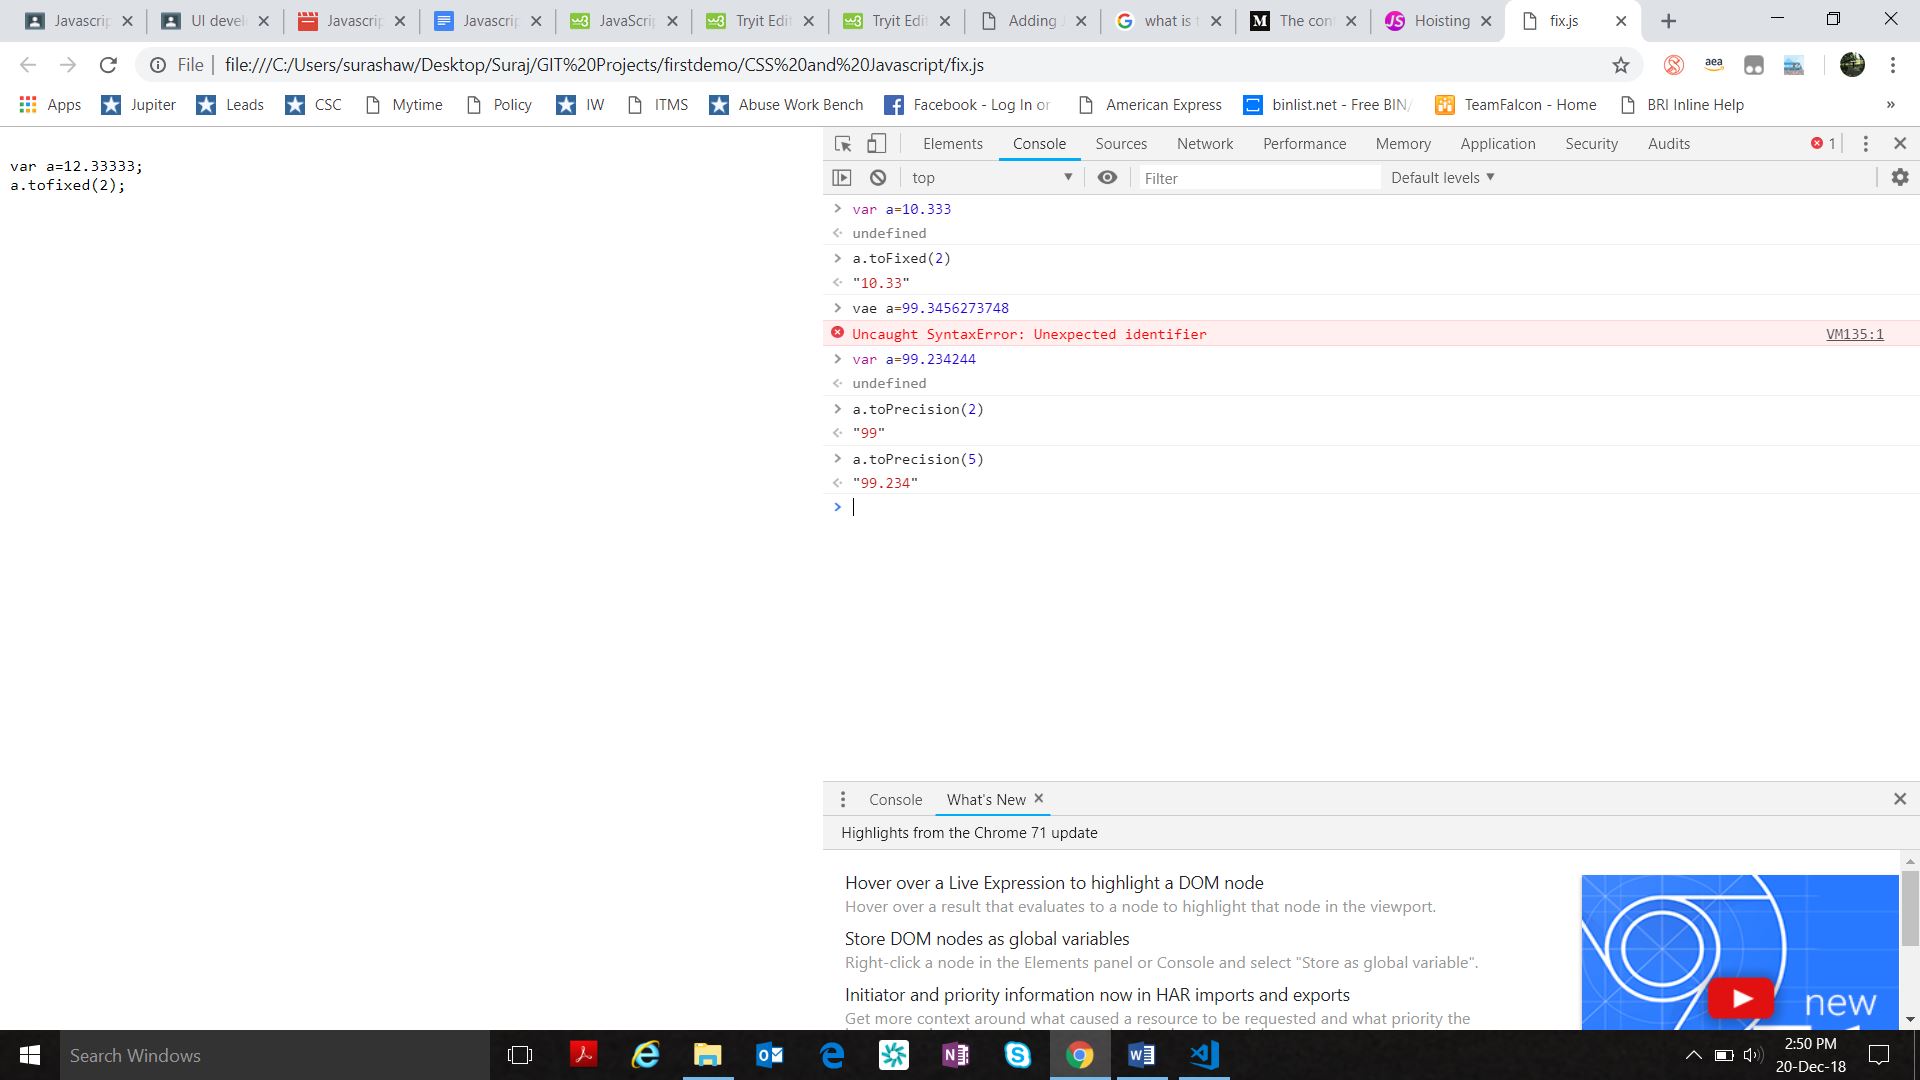 Javascrip
UI devel
Javascrip
Javascrip
JavaScrip
Tryit Edit
Tryit Edit
Adding J
what is t
The con
Hoisting
fix.js
File
file:///C:/Users/surashaw/Desktop/Suraj/GIT%20Projects/firstdemo/CSS%20and%20Javascript/fix.js
aea
Apps
Jupiter
Leads
CSC
Mytime
Policy
IW
ITMS
Abuse Work Bench
Facebook - Log In or
American Express
binlist.net - Free BIN/
TeamFalcon - Home
BRI Inline Help
»
var a=12.33333;
a.tofixed(2);
Elements
Console
Sources
Network
Performance
Memory
Application
Security
Audits
1
top
Filter
Default levels
var a=10.333
undefined
a.toFixed(2)
"10.33"
vae a=99.3456273748
Uncaught SyntaxError: Unexpected identifier
VM135:1
var a=99.234244
undefined
a.toPrecision(2)
"99"
a.toPrecision(5)
"99.234"
Console
What's New
Highlights from the Chrome 71 update
Hover over a Live Expression to highlight a DOM node
Hover over a result that evaluates to a node to highlight that node in the viewport.
Store DOM nodes as global variables
Right-click a node in the Elements panel or Console and select "Store as global variable".
Initiator and priority information now in HAR imports and exports
Get more context around what caused a resource to be requested and what priority the
new
Search Windows
2:50 PM
20-Dec-18